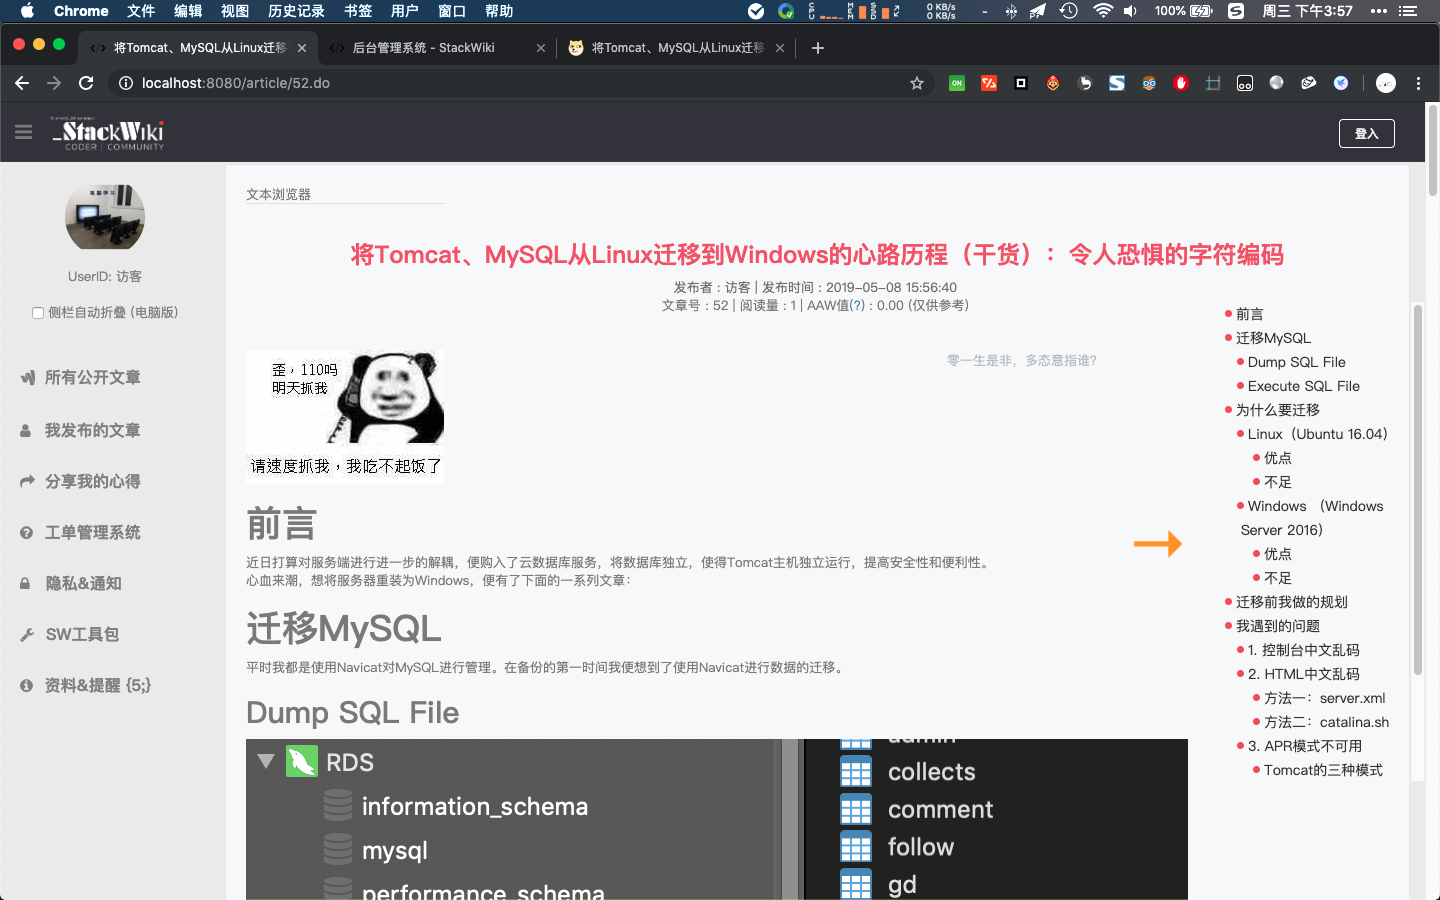 Chrome 文件 编辑 视图 历史记录 书签 用户 窗口 帮助
0 KB/s
0 KB/s
100%
周三 下午3:57
将Tomcat、MySQL从Linux迁移
后台管理系统 - StackWiki
将Tomcat、MySQL从Linux迁移
localhost:8080/article/52.do
_StackWiki
CODER | COMMUNITY
登入
UserID: 访客
侧栏自动折叠 (电脑版)
所有公开文章
我发布的文章
分享我的心得
工单管理系统
隐私&通知
SW工具包
资料&提醒 {5;}
文本浏览器
将Tomcat、MySQL从Linux迁移到Windows的心路历程（干货）：令人恐惧的字符编码
发布者 : 访客 | 发布时间 : 2019-05-08 15:56:40
文章号 : 52 | 阅读量 : 1 | AAW值(?) : 0.00 (仅供参考)
歪，110吗
明天抓我
请速度抓我，我吃不起饭了
零一生是非，多态意指谁?
前言
近日打算对服务端进行进一步的解耦，便购入了云数据库服务，将数据库独立，使得Tomcat主机独立运行，提高安全性和便利性。
心血来潮，想将服务器重装为Windows，便有了下面的一系列文章：
迁移MySQL
平时我都是使用Navicat对MySQL进行管理。在备份的第一时间我便想到了使用Navicat进行数据的迁移。
Dump SQL File
RDS
information_schema
mysql
performance_schema
admin
collects
comment
follow
gd
前言
迁移MySQL
Dump SQL File
Execute SQL File
为什么要迁移
Linux（Ubuntu 16.04）
优点
不足
Windows （Windows
Server 2016）
优点
不足
迁移前我做的规划
我遇到的问题
1. 控制台中文乱码
2. HTML中文乱码
方法一：server.xml
方法二：catalina.sh
3. APR模式不可用
Tomcat的三种模式